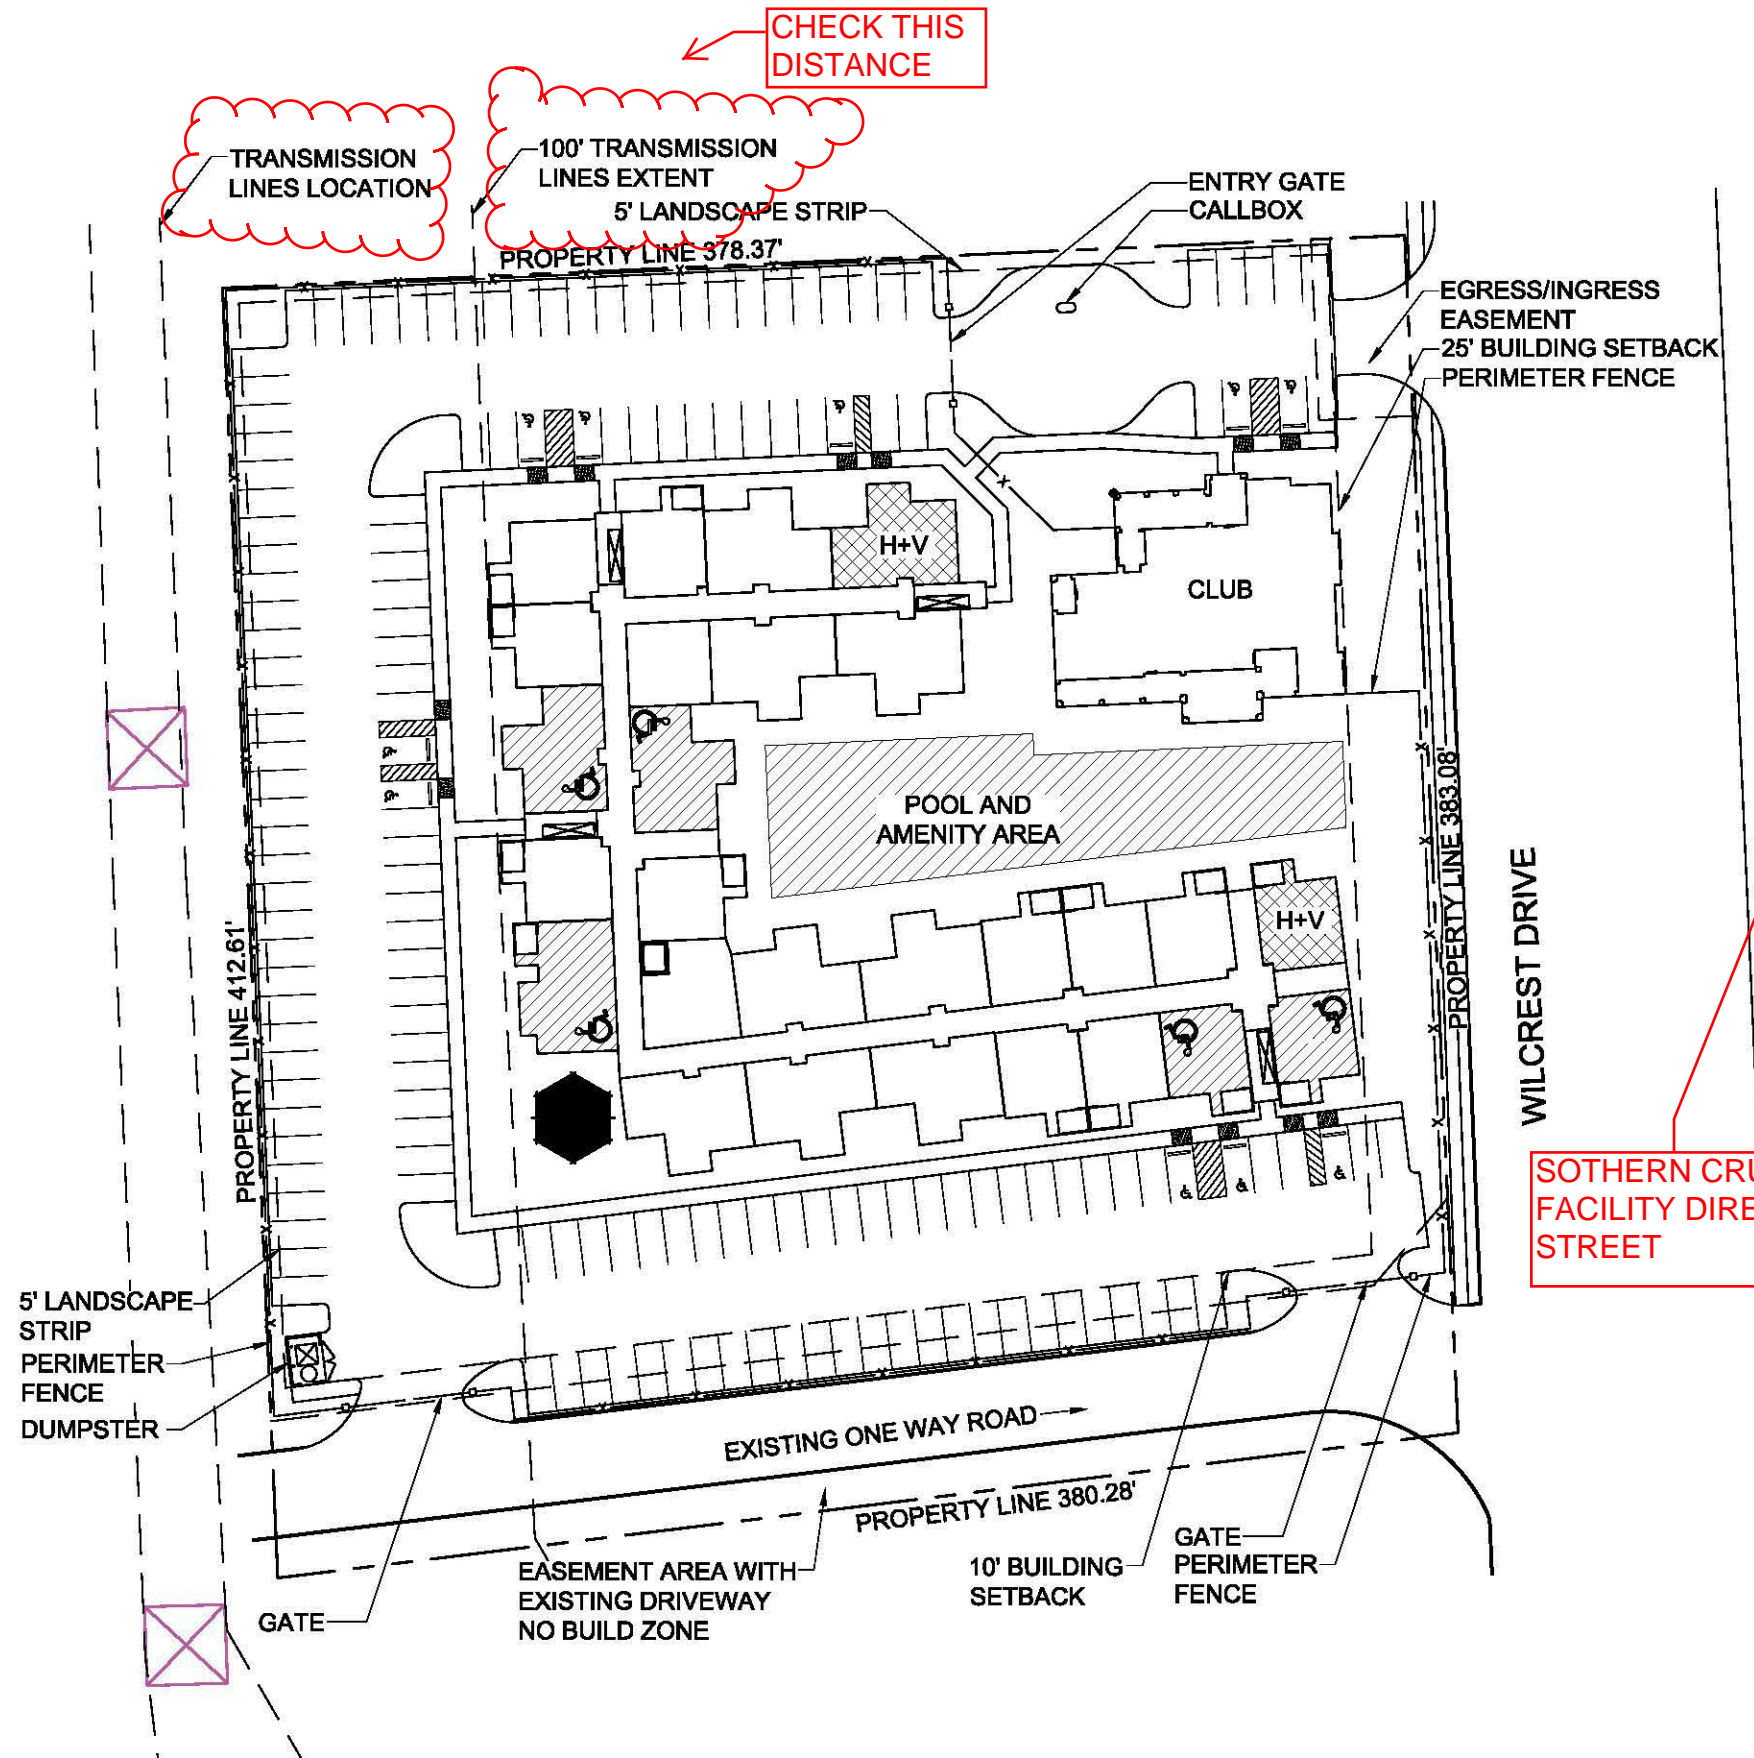 CHECK THIS
DISTANCE
TRANSMISSION
LINES LOCATION
100' TRANSMISSION
LINES EXTENT
5' LANDSCAPE STRIP
ENTRY GATE
CALLBOX
PROPERTY LINE 378.37'
EGRESS/INGRESS
EASEMENT
25' BUILDING SETBACK
PERIMETER FENCE
H+V
CLUB
POOL AND
AMENITY AREA
H+V
PROPERTY LINE 383.08'
WILCREST DRIVE
PROPERTY LINE 412.61'
SOTHERN CRU
FACILITY DIRE
STREET
5' LANDSCAPE
STRIP
PERIMETER
FENCE
DUMPSTER
EXISTING ONE WAY ROAD
PROPERTY LINE 380.28'
GATE
EASEMENT AREA WITH
EXISTING DRIVEWAY
NO BUILD ZONE
10' BUILDING
SETBACK
GATE
PERIMETER
FENCE